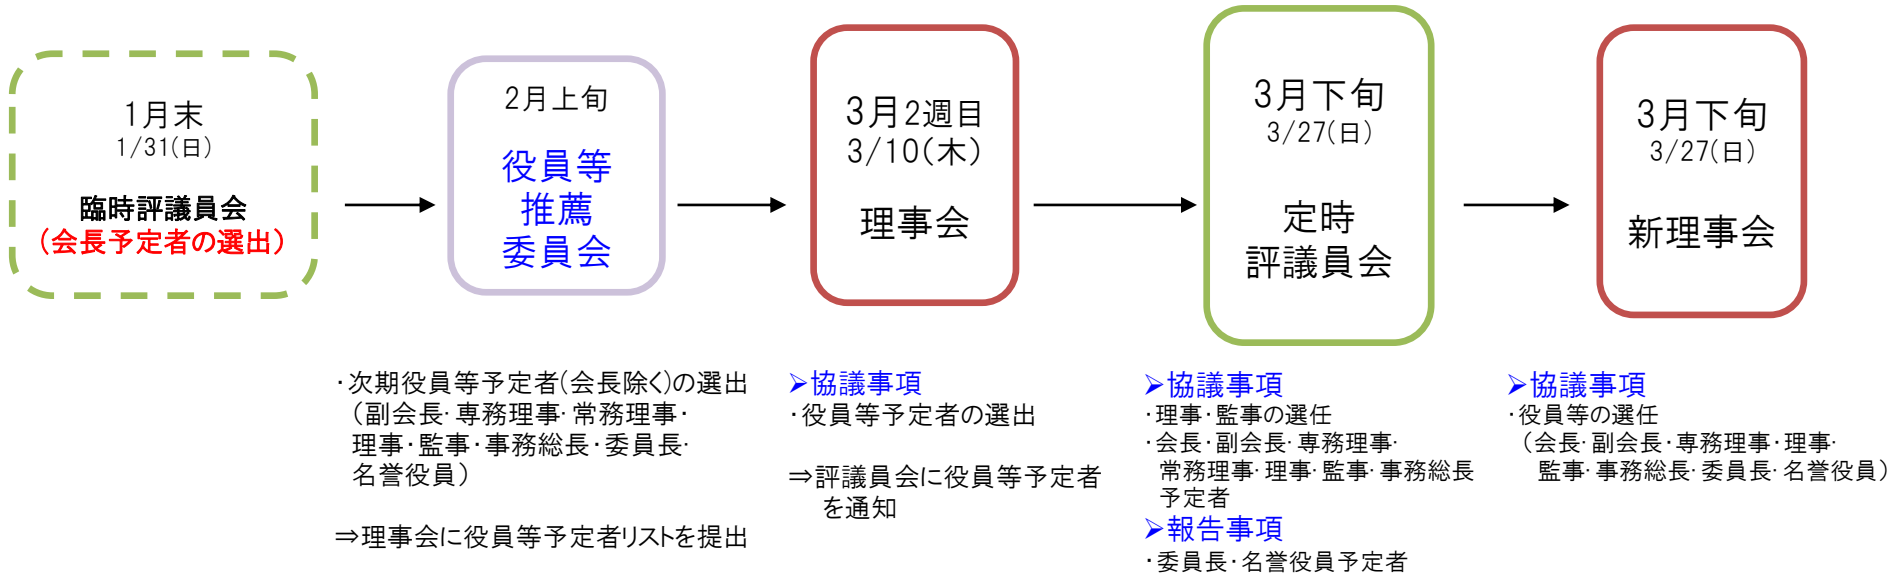 1月末
1/31(日)
臨時評議員会
（会長予定者の選出）
2月上旬
役員等
推薦
委員会
3月2週目
3/10(木)
理事会
3月下旬
3/27(日)
定時
評議員会
3月下旬
3/27(日)
新理事会
・次期役員等予定者(会長除く)の選出
（副会長・専務理事・常務理事・
理事・監事・事務総長・委員長・
名誉役員）
⇒理事会に役員等予定者リストを提出
➢協議事項
・役員等予定者の選出
⇒評議員会に役員等予定者
を通知
➢協議事項
・理事・監事の選任
・会長・副会長・専務理事・
常務理事・理事・監事・事務総長
予定者
➢報告事項
・委員長・名誉役員予定者
➢協議事項
・役員等の選任
（会長・副会長・専務理事・理事・
監事・事務総長・委員長・名誉役員）